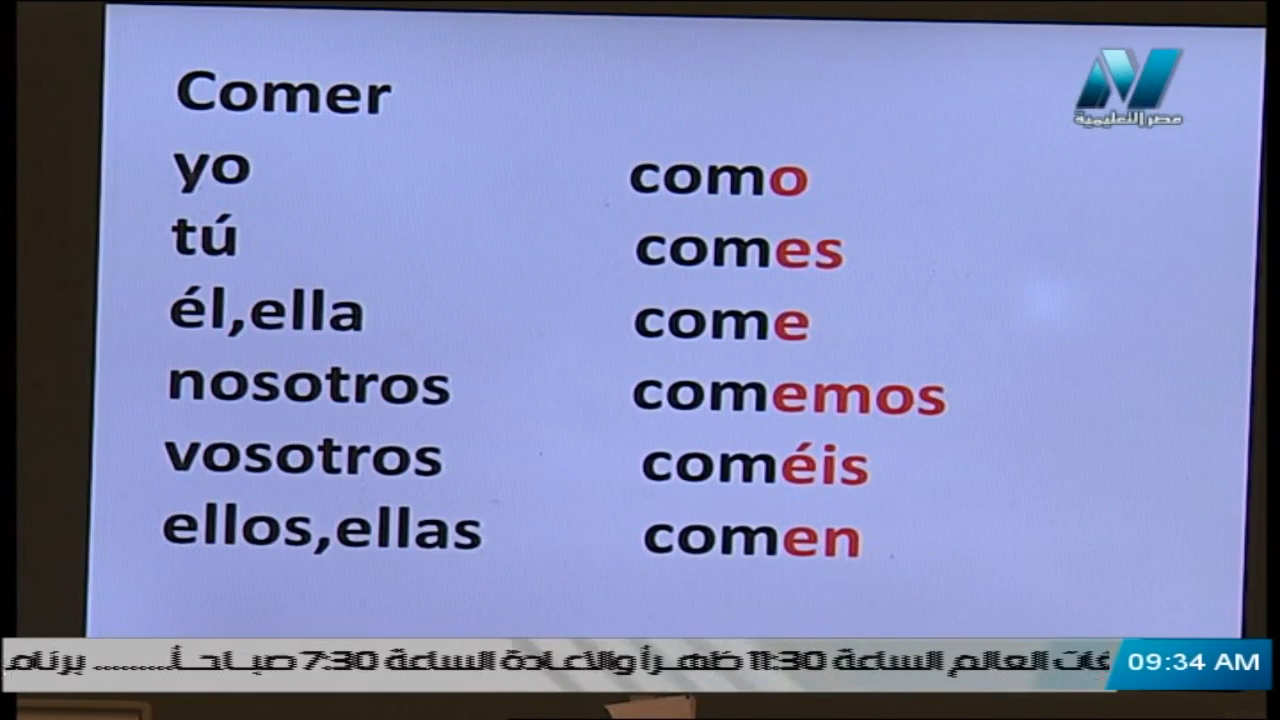 Comer
yo como
tú comes
él,ella come
nosotros comemos
vosotros coméis
ellos,ellas comen
مصر التعليمية
العالم الساعة 11:30 ظهراً والاعادة الساعة 7:30 صباحاً.........
09:34 AM